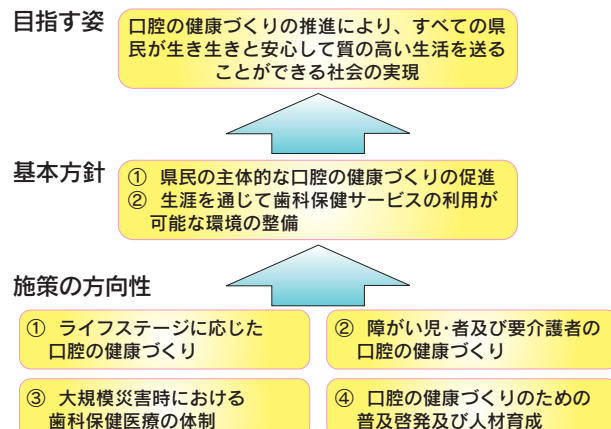 目指す姿
口腔の健康づくりの推進により、すべての県
民が生き生きと安心して質の高い生活を送る
ことができる社会の実現
基本方針
① 県民の主体的な口腔の健康づくりの促進
② 生涯を通じて歯科保健サービスの利用が
可能な環境の整備
施策の方向性
① ライフステージに応じた
口腔の健康づくり
② 障がい児・者及び要介護者の
口腔の健康づくり
③ 大規模災害時における
歯科保健医療の体制
④ 口腔の健康づくりのための
普及啓発及び人材育成